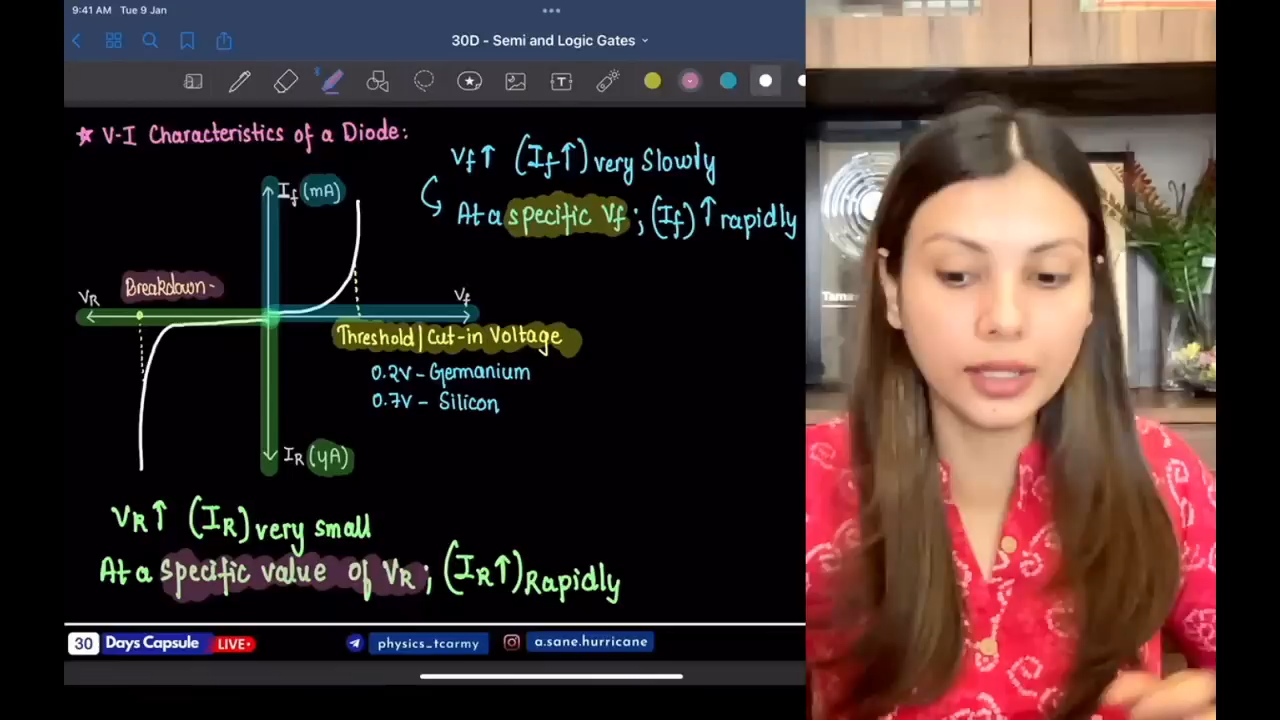 9:41 AM Tue 9 Jan
30D - Semi and Logic Gates
★ V-I Characteristics of a Diode:
Vf↑ (If↑) very slowly
At a specific Vf ; (If) ↑ rapidly
If (mA)
Breakdown-
VR
Vf
Threshold/Cut-in Voltage
0.2V - Germanium
0.7V - Silicon
IR (μA)
VR↑ (IR) very small
At a specific value of VR ; (IR↑) Rapidly
30 Days Capsule LIVE
physics_tcarmy
a.sane.hurricane